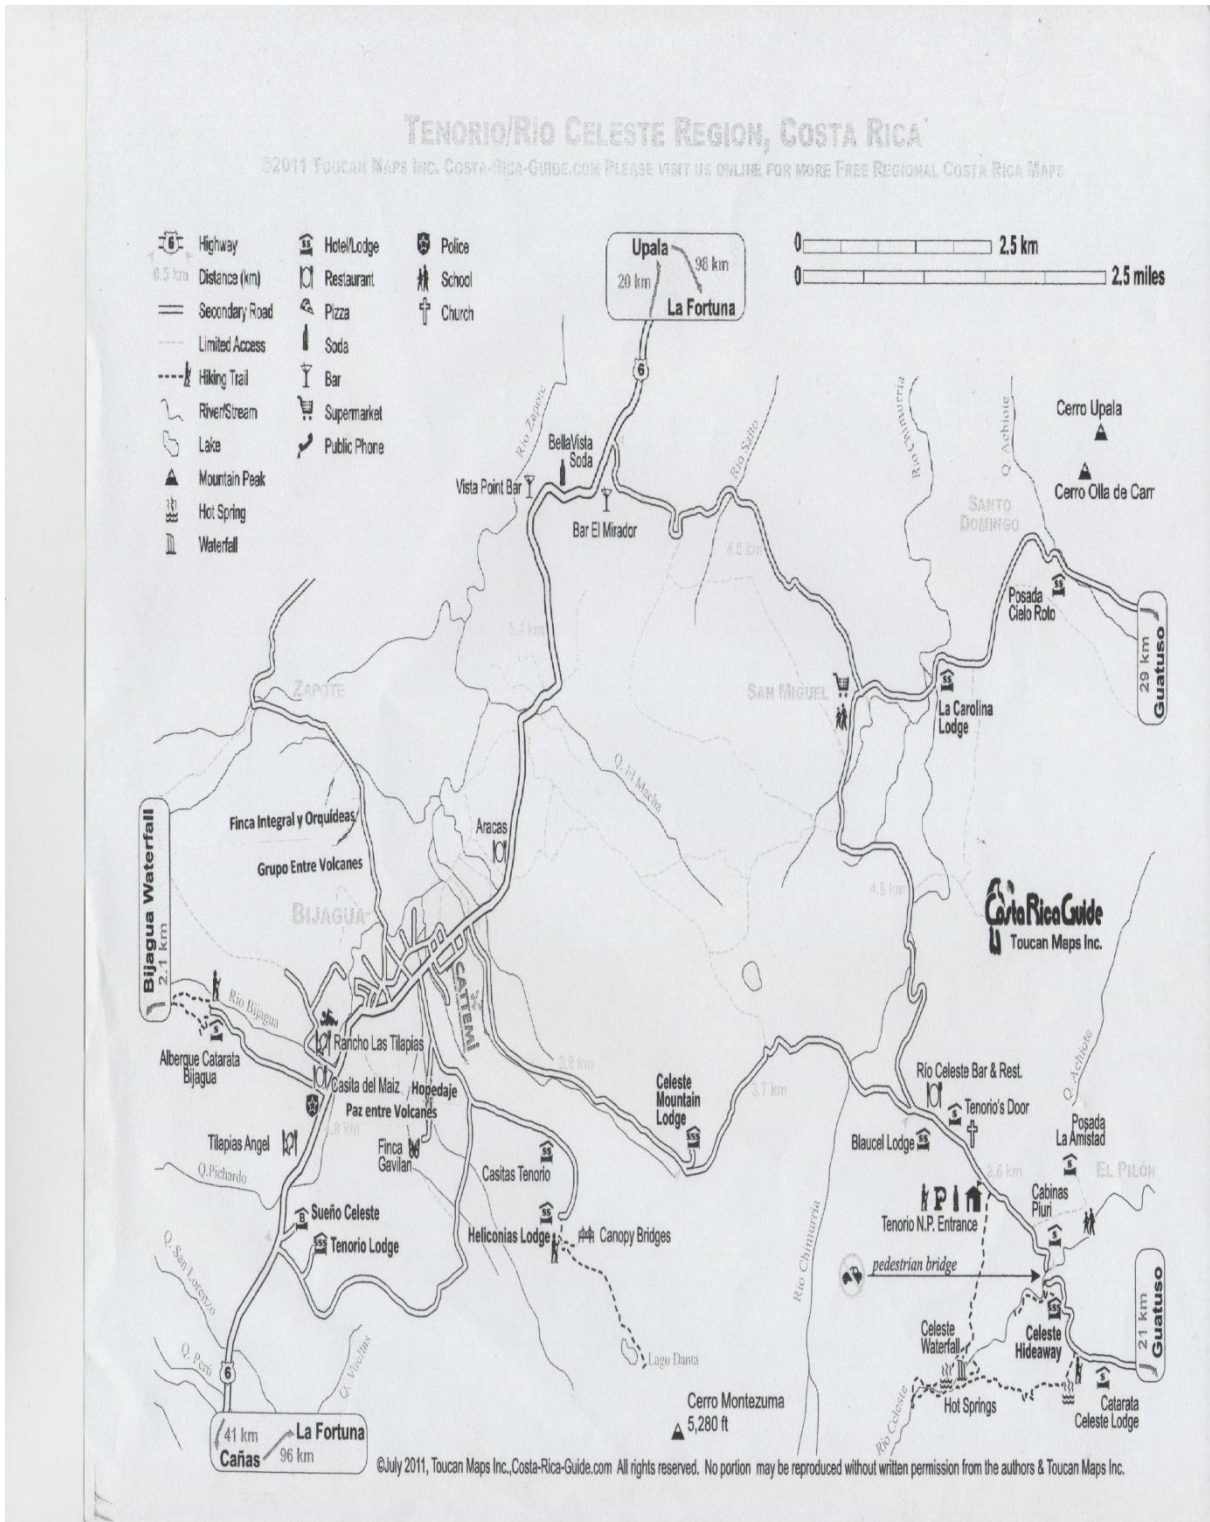 TENORIO/RÍO CELESTE REGION, COSTA RICA
©2011 TOUCAN MAPS INC. COSTA-RICA-GUIDE.COM PLEASE VISIT US ONLINE FOR MORE FREE REGIONAL COSTA RICA MAPS
6 Highway
6.5 km Distance (km)
Secondary Road
Limited Access
Hiking Trail
River/Stream
Lake
Mountain Peak
Hot Spring
Waterfall
$$ Hotel/Lodge
Restaurant
Pizza
Soda
Bar
Supermarket
Public Phone
Police
School
Church
Upala
98 km
20 km
La Fortuna
0 2.5 km
0 2.5 miles
6
Río Zapote
Río Salto
Río Chimurria
Q. Achiote
Cerro Upala
Cerro Olla de Carr
BellaVista
Soda
Vista Point Bar
Bar El Mirador
SANTO
DOMINGO
4.5 km
Posada
Cielo Roto
$$
29 km
Guatuso
5.4 km
ZAPOTE
SAN MIGUEL
$$
La Carolina
Lodge
Q. El Macha
Bijagua Waterfall
2.1 km
Finca Integral y Orquídeas
Grupo Entre Volcanes
Aracas
BIJAGUA
4.6 km
Costa Rica Guide
Toucan Maps Inc.
CATTEMI
Río Bijagua
$
Albergue Catarata
Bijagua
Rancho Las Tilapias
Casita del Maiz
Hopedaje
Paz entre Volcanes
3.8 km
Celeste
Mountain
Lodge
$$$
3.7 km
Río Celeste Bar & Rest.
$
Tenorio's Door
Blaucel Lodge $$
Q. Achiote
Posada
La Amistad
$
EL PILÓN
Tilapias Angel
Finca
Gavilan
Q.Pichardo
$$
Casitas Tenorio
2.6 km
P
Tenorio N.P. Entrance
Cabinas
Piuri
$
B Sueño Celeste
$$$ Tenorio Lodge
$$
Heliconias Lodge
Canopy Bridges
Q. San Lorenzo
Río Chimurria
pedestrian bridge
$$$
Celeste
Hideaway
21 km
Guatuso
Celeste
Waterfall
Q. Perú
Q. Vueltas
Lago Danta
Hot Springs
Río Celeste
$
Catarata
Celeste Lodge
6
Cerro Montezuma
5,280 ft
41 km
Cañas
La Fortuna
96 km
©July 2011, Toucan Maps Inc.,Costa-Rica-Guide.com All rights reserved. No portion may be reproduced without written permission from the authors & Toucan Maps Inc.